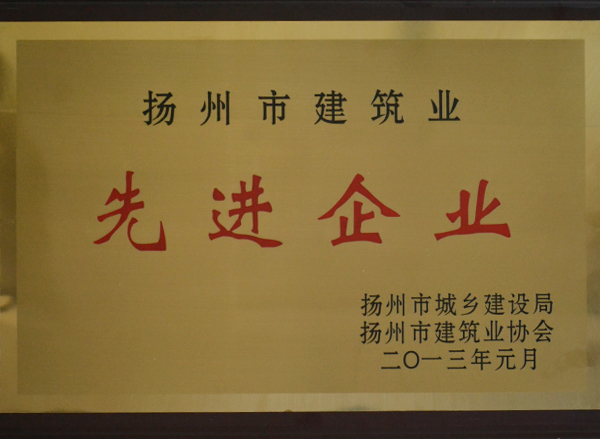 扬州市建筑业
先进企业
扬州市城乡建设局
扬州市建筑业协会
二〇一三年元月